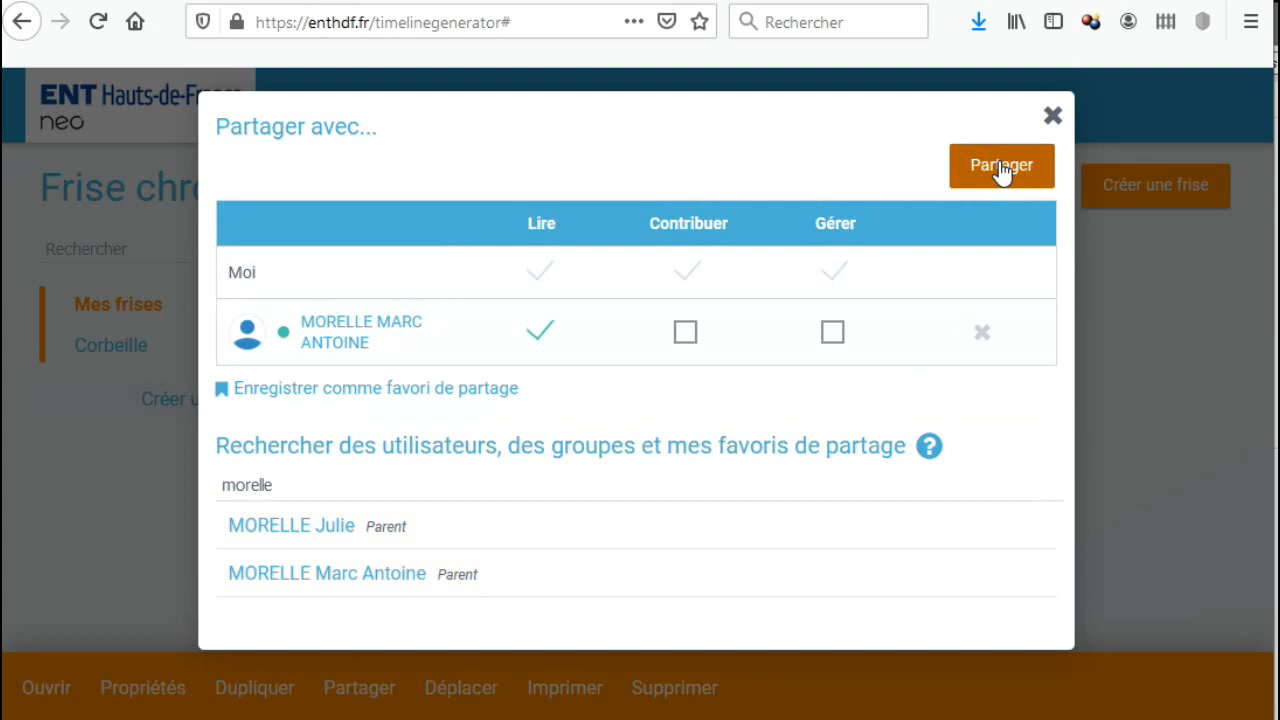 https://enthdf.fr/timelinegenerator#
Rechercher
ENT Hauts-de-Fr
neo
Partager avec...
Partager
Frise chr
Créer une frise
Lire Contribuer Gérer
Rechercher
Moi
Mes frises
MORELLE MARC
ANTOINE
Corbeille
Enregistrer comme favori de partage
Créer u
Rechercher des utilisateurs, des groupes et mes favoris de partage ?
morelle
MORELLE Julie Parent
MORELLE Marc Antoine Parent
Ouvrir Propriétés Dupliquer Partager Déplacer Imprimer Supprimer